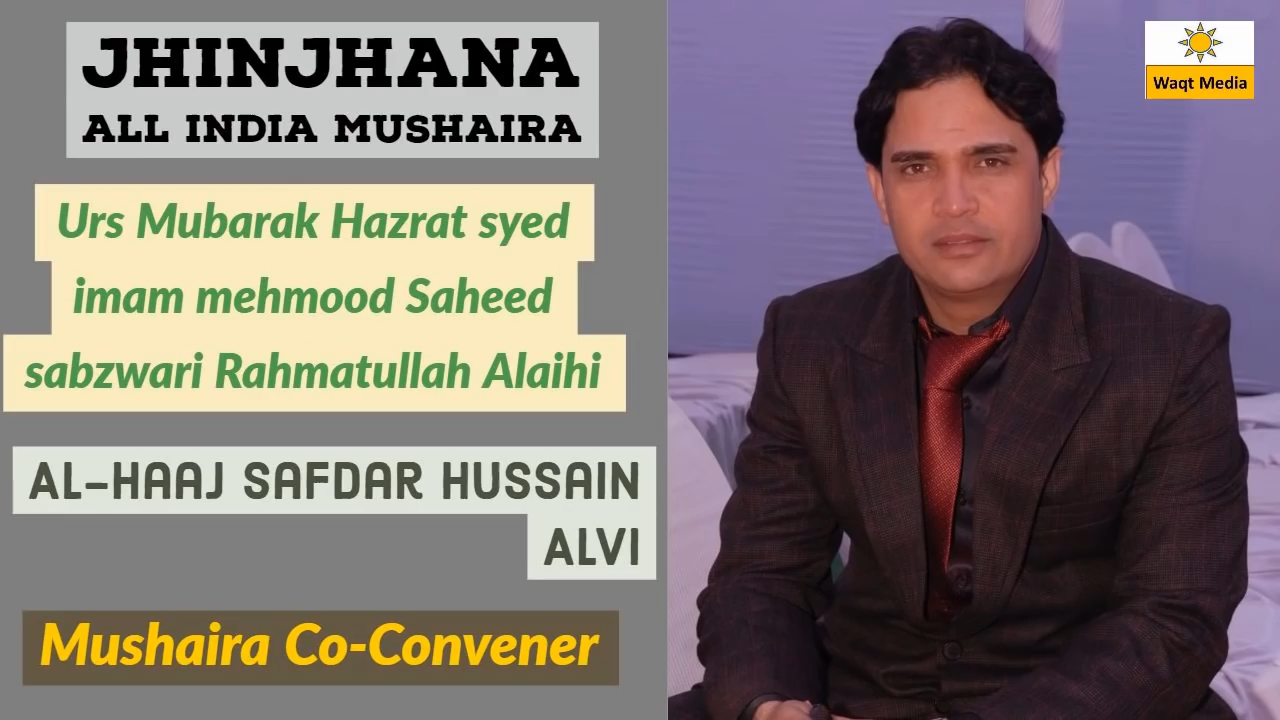 JHINJHANA
ALL INDIA MUSHAIRA
Urs Mubarak Hazrat syed
imam mehmood Saheed
sabzwari Rahmatullah Alaihi
AL-HAAJ SAFDAR HUSSAIN
ALVI
Mushaira Co-Convener
Waqt Media